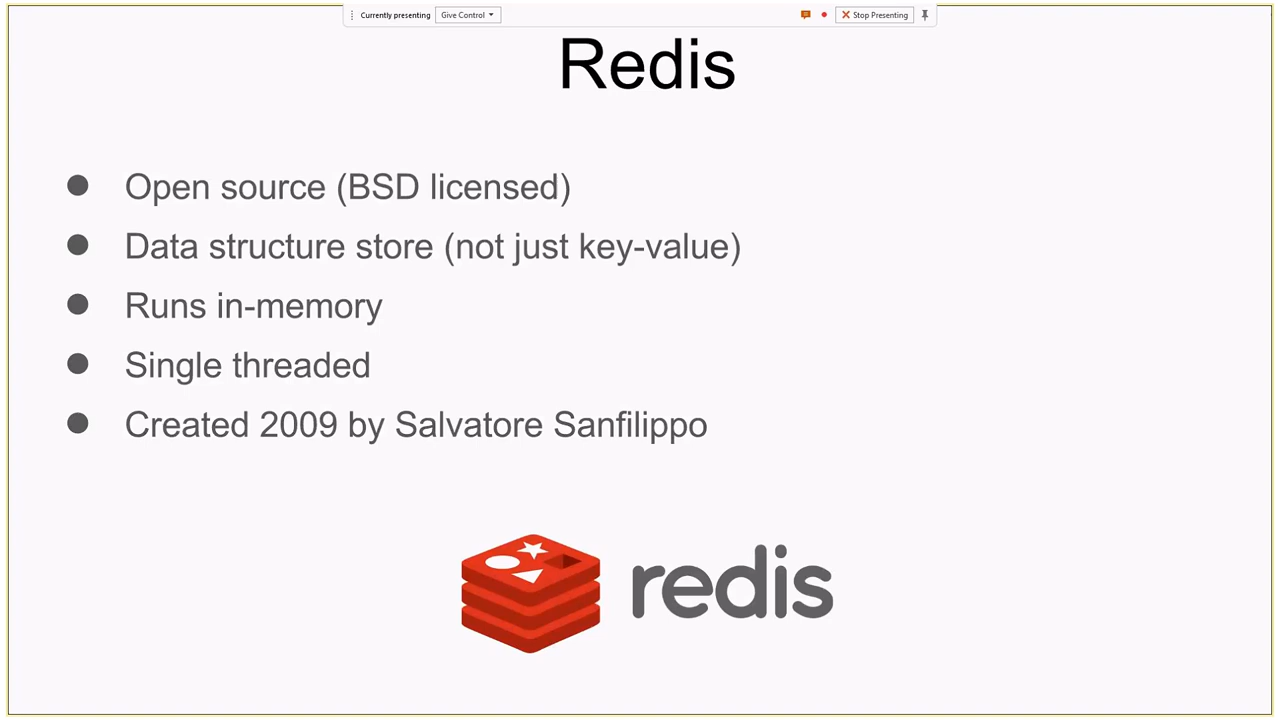 Currently presenting Give Control Stop Presenting
Redis
Open source (BSD licensed)
Data structure store (not just key-value)
Runs in-memory
Single threaded
Created 2009 by Salvatore Sanfilippo
redis